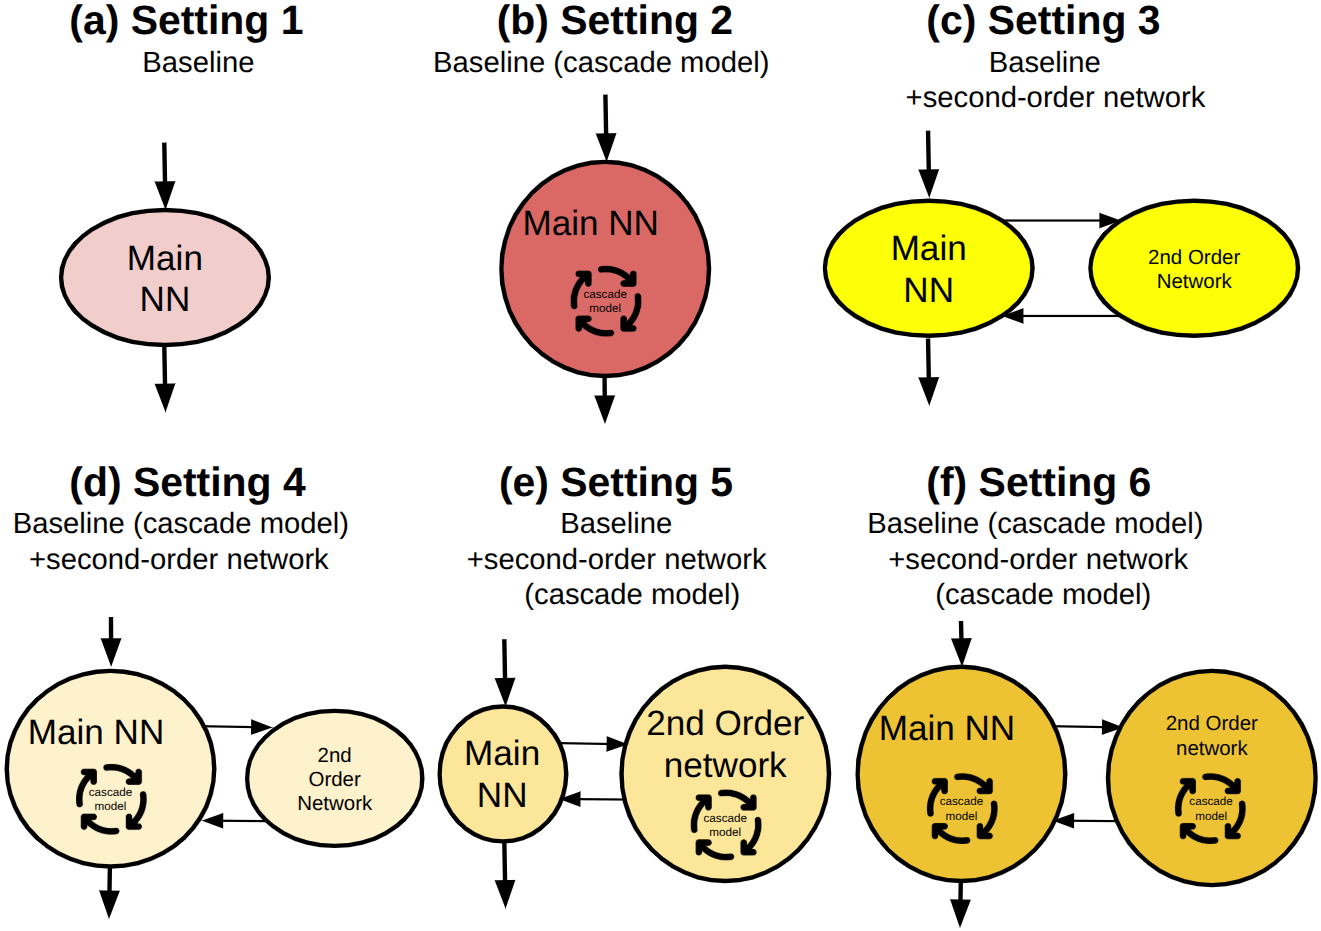 (a) Setting 1
Baseline
Main
NN
(b) Setting 2
Baseline (cascade model)
Main NN
cascade
model
(c) Setting 3
Baseline
+second-order network
Main
NN
2nd Order
Network
(d) Setting 4
Baseline (cascade model)
+second-order network
Main NN
cascade
model
2nd
Order
Network
(e) Setting 5
Baseline
+second-order network
(cascade model)
Main
NN
2nd Order
network
cascade
model
(f) Setting 6
Baseline (cascade model)
+second-order network
(cascade model)
Main NN
cascade
model
2nd Order
network
cascade
model